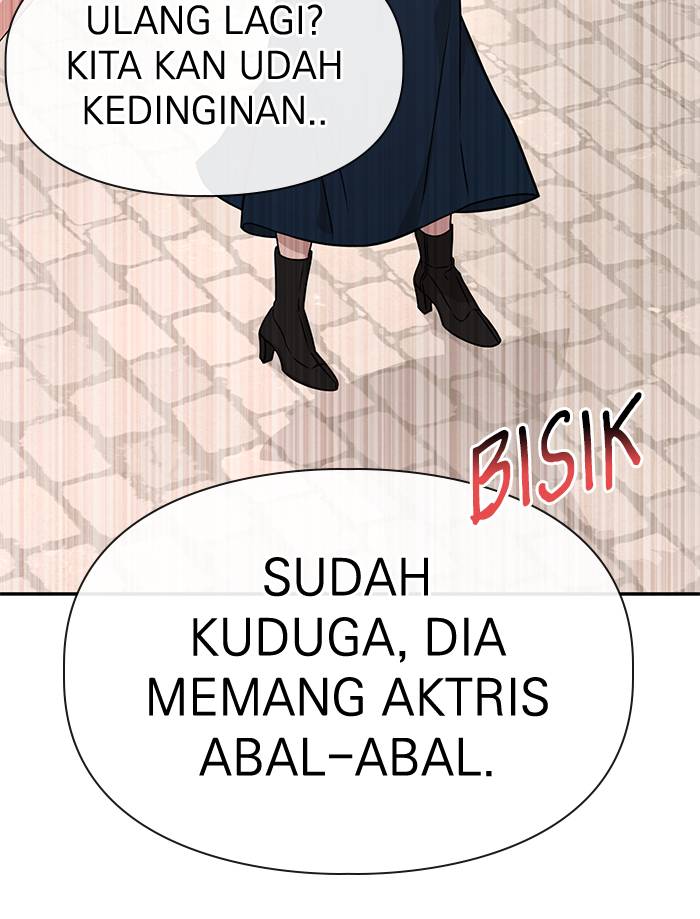 ULANG LAGI?
KITA KAN UDAH
KEDINGINAN..
BISIK
SUDAH
KUDUGA, DIA
MEMANG AKTRIS
ABAL-ABAL.